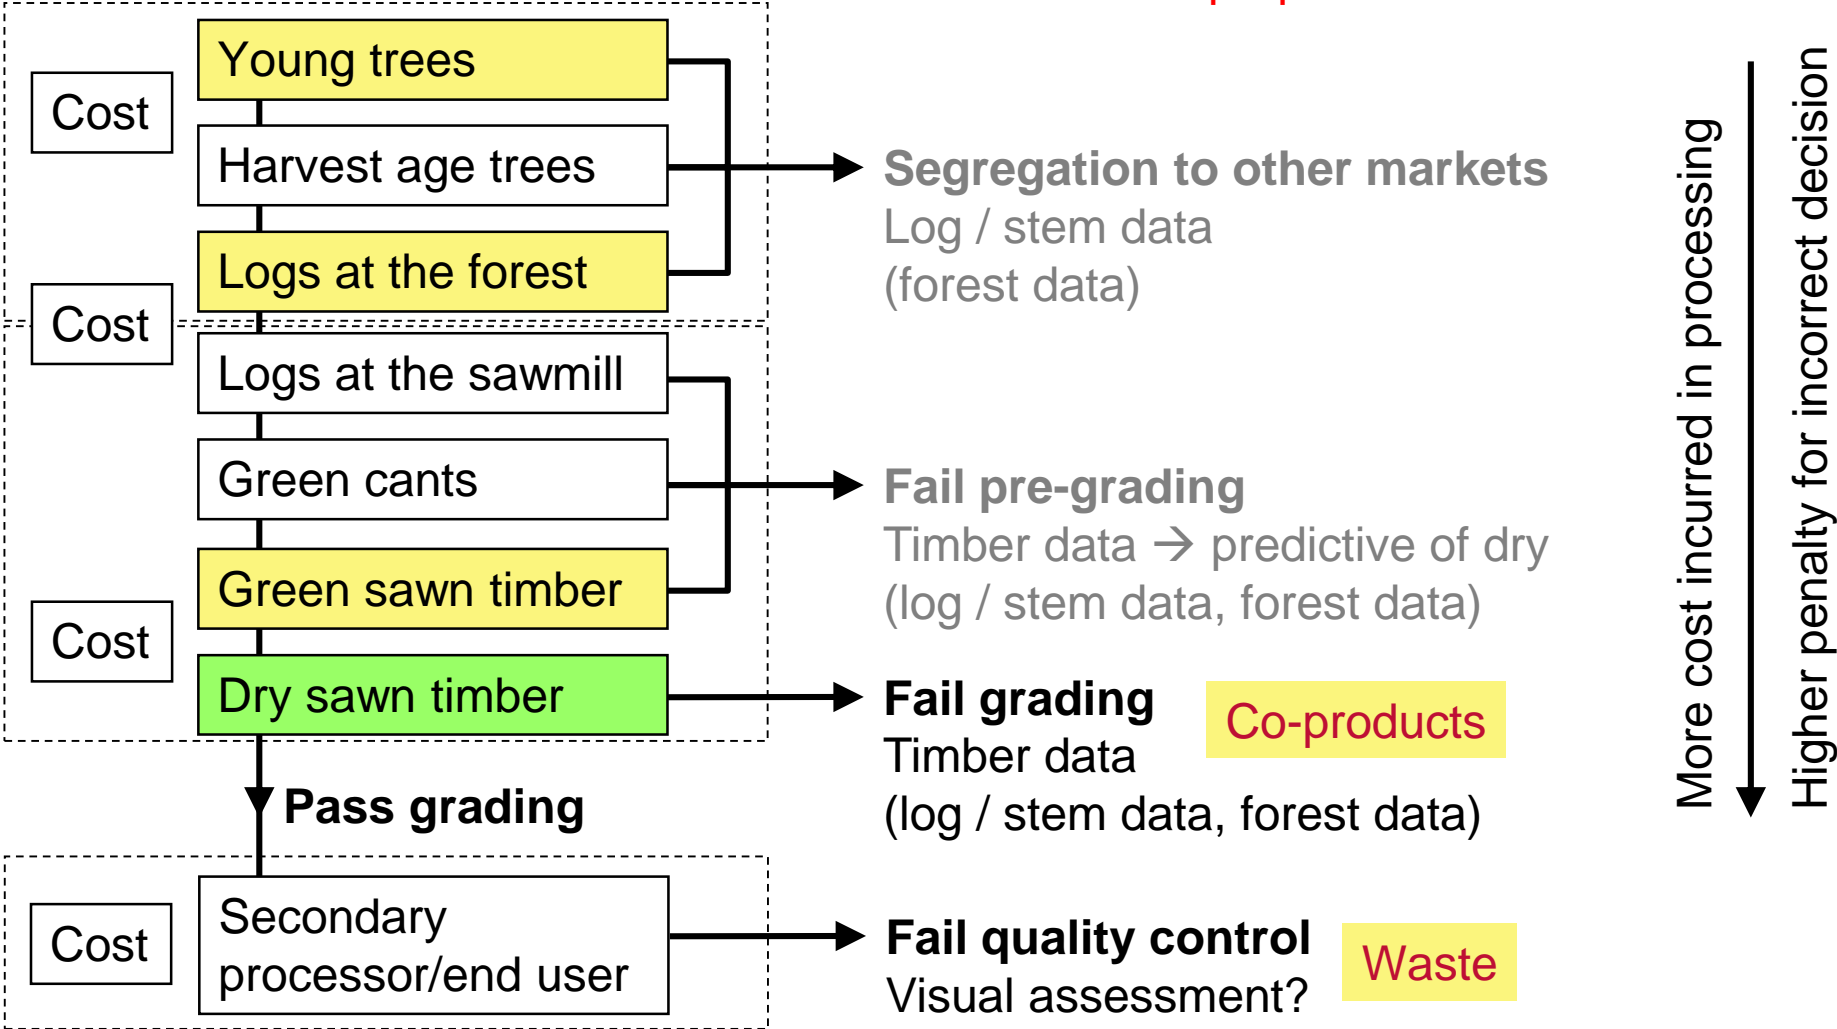 Young trees
Cost
Harvest age trees
Logs at the forest
Segregation to other markets
Log / stem data
(forest data)
Cost
Logs at the sawmill
Green cants
Green sawn timber
Fail pre-grading
Timber data → predictive of dry
(log / stem data, forest data)
Cost
Dry sawn timber
Fail grading
Timber data
(log / stem data, forest data)
Co-products
Pass grading
Cost
Secondary
processor/end user
Fail quality control
Visual assessment?
Waste
More cost incurred in processing
Higher penalty for incorrect decision